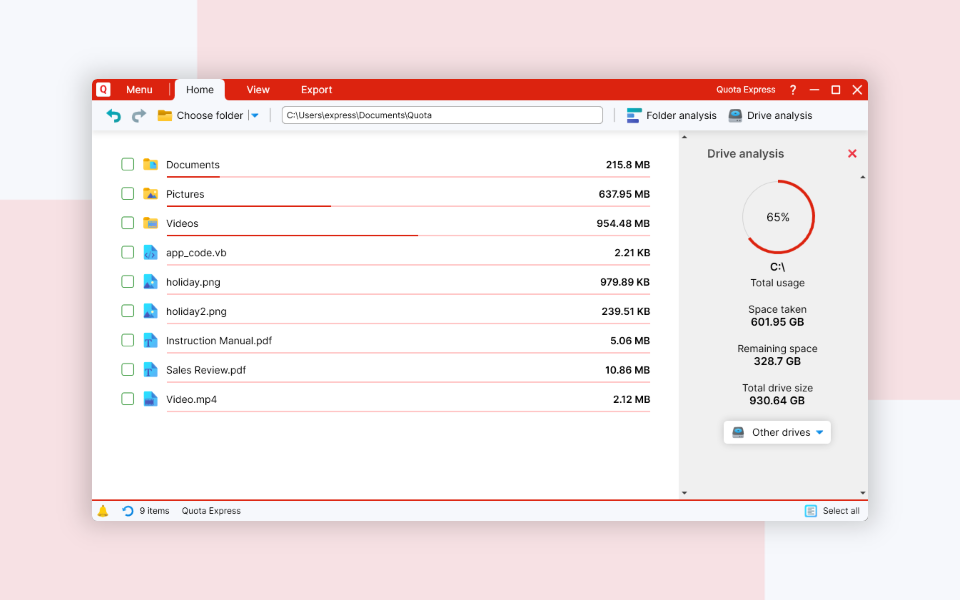 Q Menu Home View Export Quota Express ?
Choose folder C:\Users\express\Documents\Quota Folder analysis Drive analysis
Documents 215.8 MB
Pictures 637.95 MB
Videos 954.48 MB
app_code.vb 2.21 KB
holiday.png 979.89 KB
holiday2.png 239.51 KB
Instruction Manual.pdf 5.06 MB
Sales Review.pdf 10.86 MB
Video.mp4 2.12 MB
Drive analysis
65%
C:\
Total usage
Space taken
601.95 GB
Remaining space
328.7 GB
Total drive size
930.64 GB
Other drives
9 items Quota Express Select all